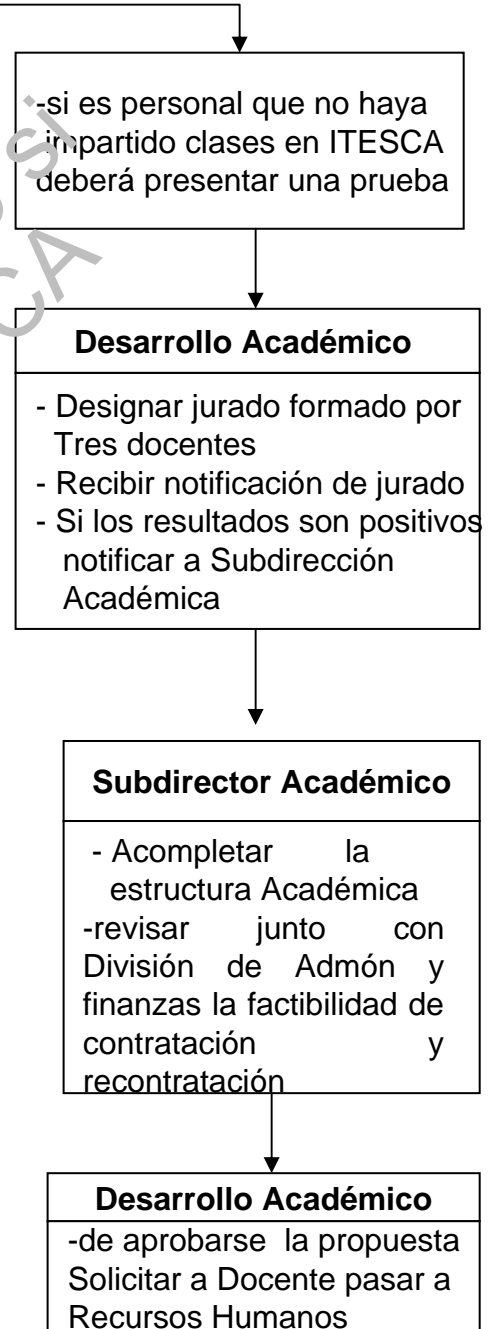 -si es personal que no haya
impartido clases en ITESCA
deberá presentar una prueba
Desarrollo Académico
- Designar jurado formado por
Tres docentes
- Recibir notificación de jurado
- Si los resultados son positivos
notificar a Subdirección
Académica
Subdirector Académico
- Acompletar la
estructura Académica
-revisar junto con
División de Admón y
finanzas la factibilidad de
contratación y
recontratación
Desarrollo Académico
-de aprobarse la propuesta
Solicitar a Docente pasar a
Recursos Humanos